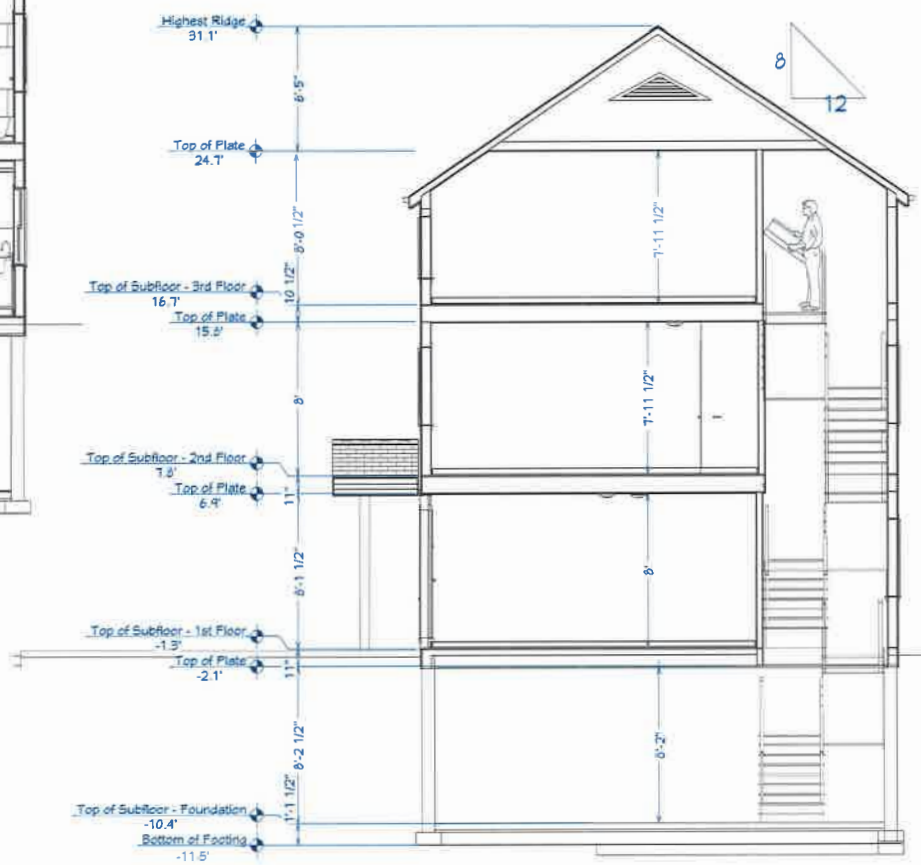 Highest Ridge
31.1'
6'-5"
8
12
Top of Plate
24.7'
8'-0 1/2"
7'-11 1/2"
10 1/2"
Top of Subfloor - 3rd Floor
16.7'
Top of Plate
15.8'
8'
7'-11 1/2"
Top of Subfloor - 2nd Floor
7.8'
11"
Top of Plate
6.9'
8'-1 1/2"
8'
Top of Subfloor - 1st Floor
-1.3'
11"
Top of Plate
-2.1'
8'-2 1/2"
8'-2"
1'-1 1/2"
Top of Subfloor - Foundation
-10.4'
Bottom of Footing
-11.5'